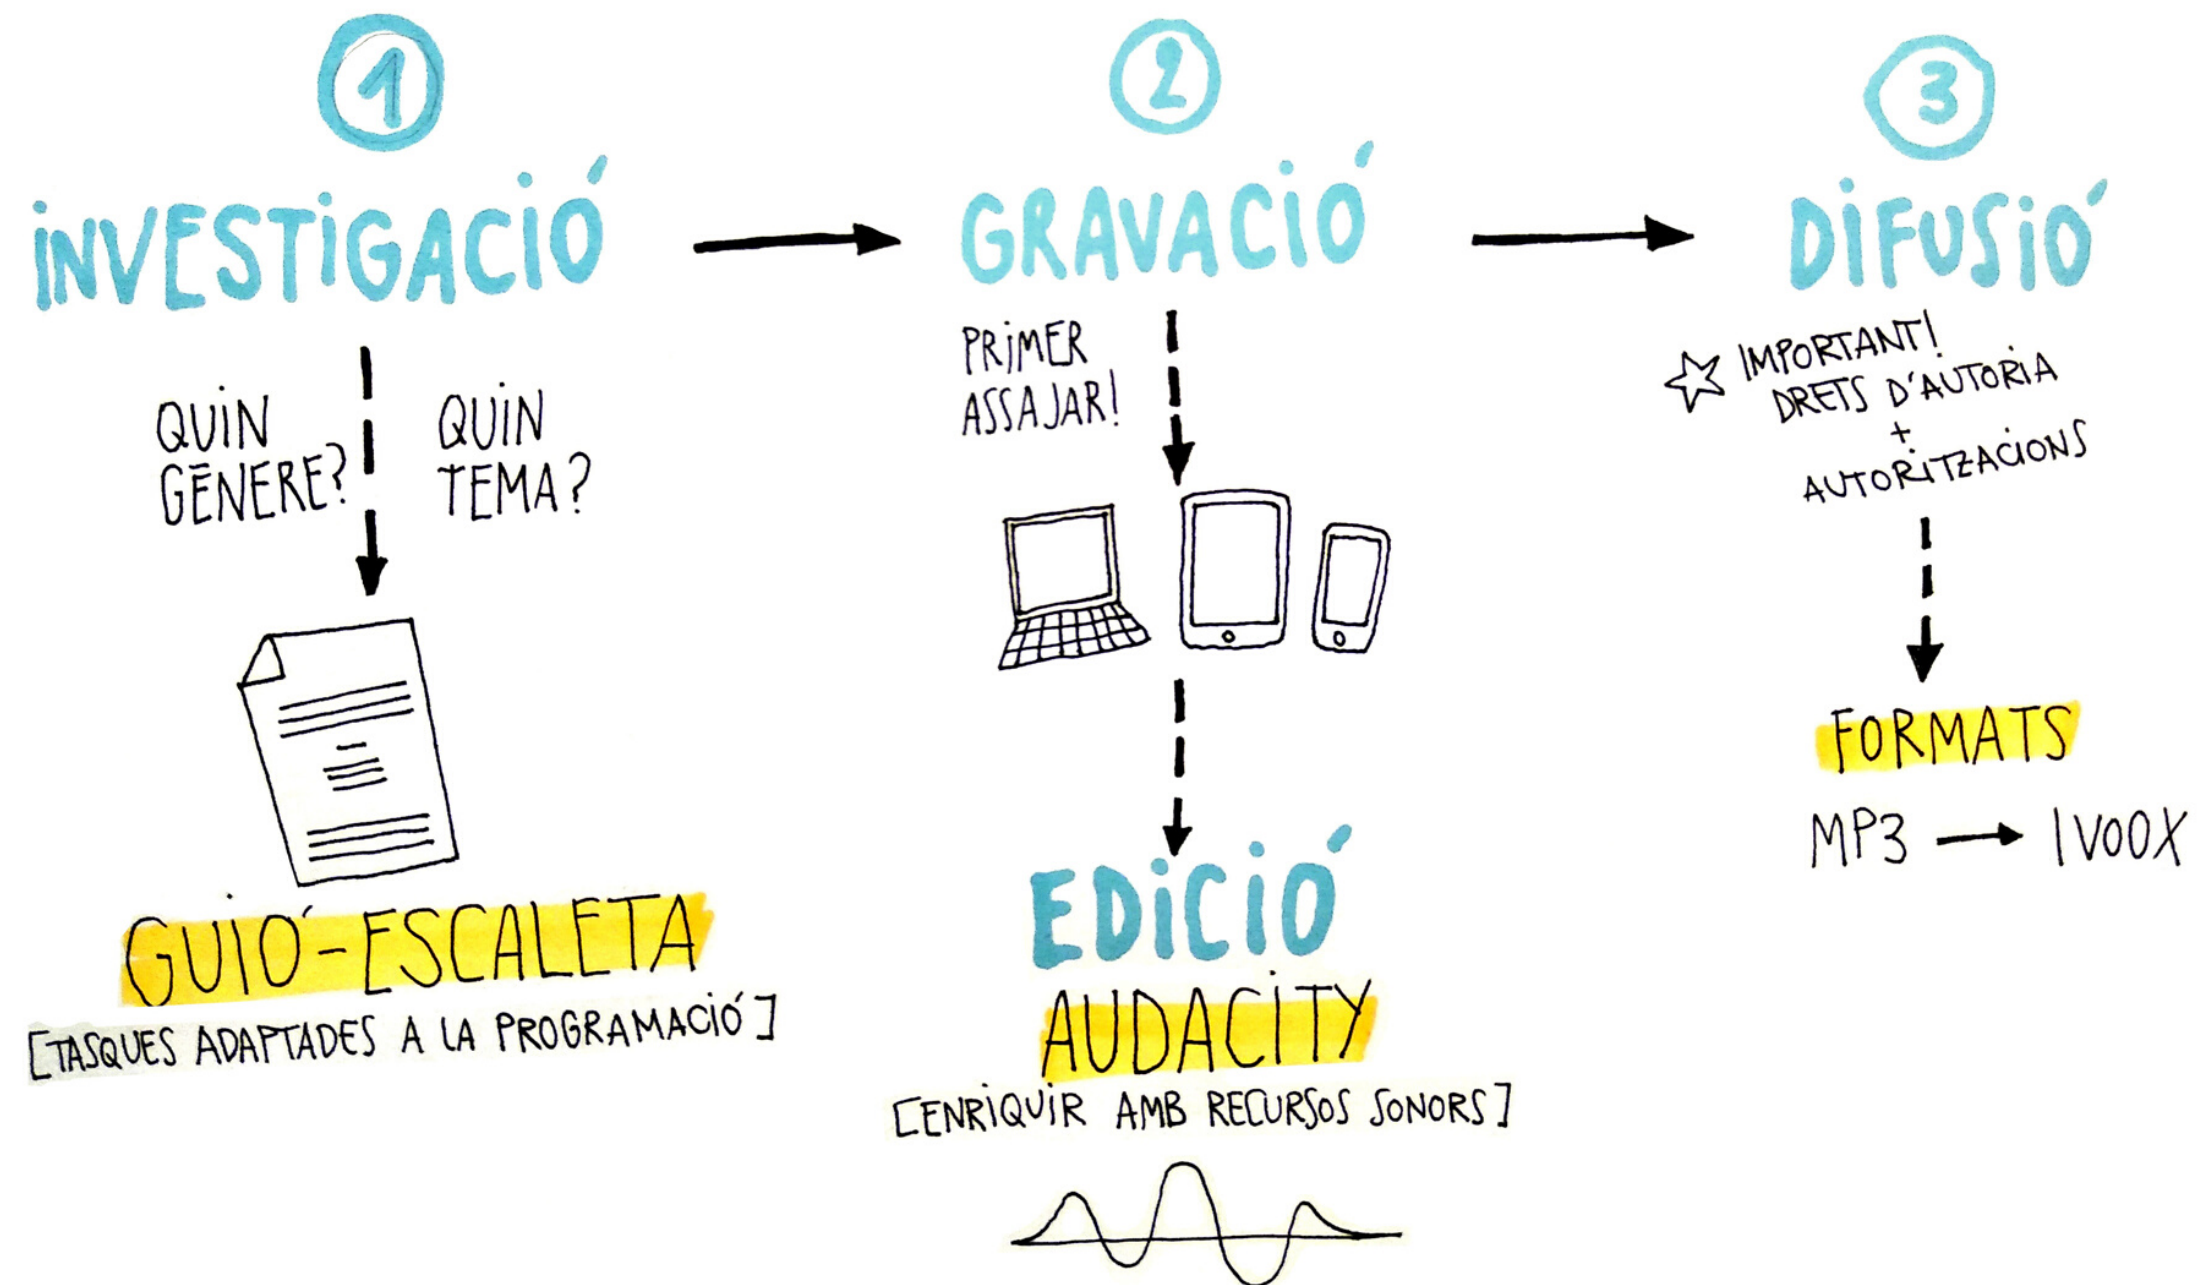 1
INVESTIGACIÓ
QUIN
GÈNERE?
QUIN
TEMA?
GUIÓ-ESCALETA
[TASQUES ADAPTADES A LA PROGRAMACIÓ]
2
GRAVACIÓ
PRIMER
ASSAJAR!
EDICIÓ
AUDACITY
[ENRIQUIR AMB RECURSOS SONORS]
3
DIFUSIÓ
IMPORTANT!
DRETS D'AUTORIA
+
AUTORITZACIONS
FORMATS
MP3 → IVOOX